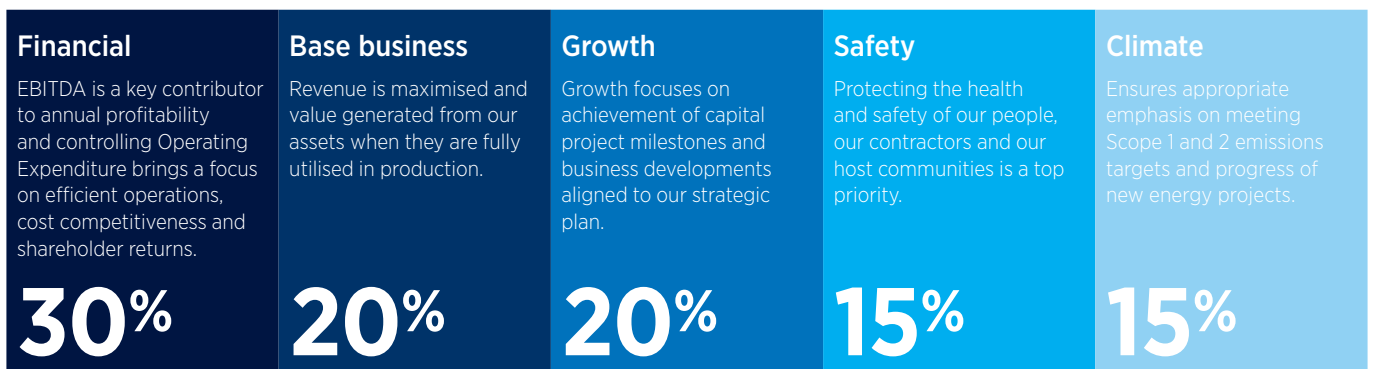 Financial
EBITDA is a key contributor
to annual profitability
and controlling Operating
Expenditure brings a focus
on efficient operations,
cost competitiveness and
shareholder returns.
30%
Base business
Revenue is maximised and
value generated from our
assets when they are fully
utilised in production.
20%
Growth
Growth focuses on
achievement of capital
project milestones and
business developments
aligned to our strategic
plan.
20%
Safety
Protecting the health
and safety of our people,
our contractors and our
host communities is a top
priority.
15%
Climate
Ensures appropriate
emphasis on meeting
Scope 1 and 2 emissions
targets and progress of
new energy projects.
15%